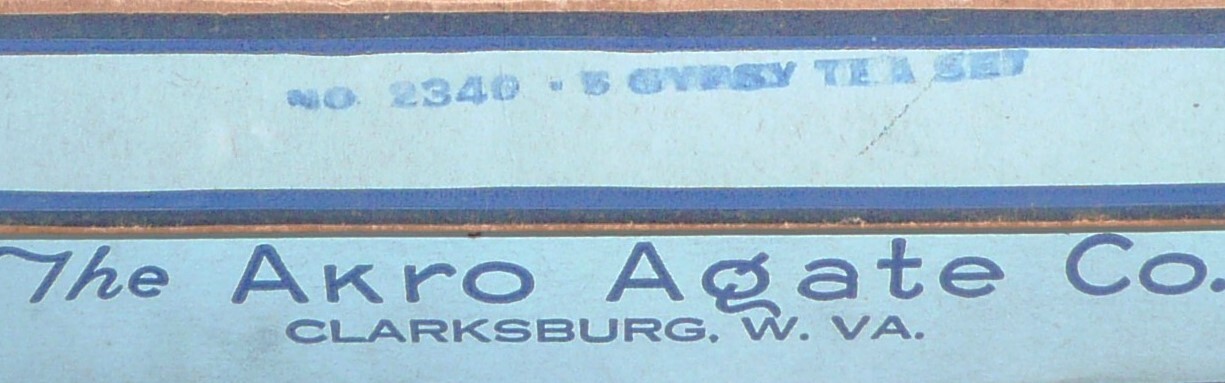 NO. 2340 - 5 GYPSY TEA SET
The Akro Agate Co.
CLARKSBURG, W. VA.